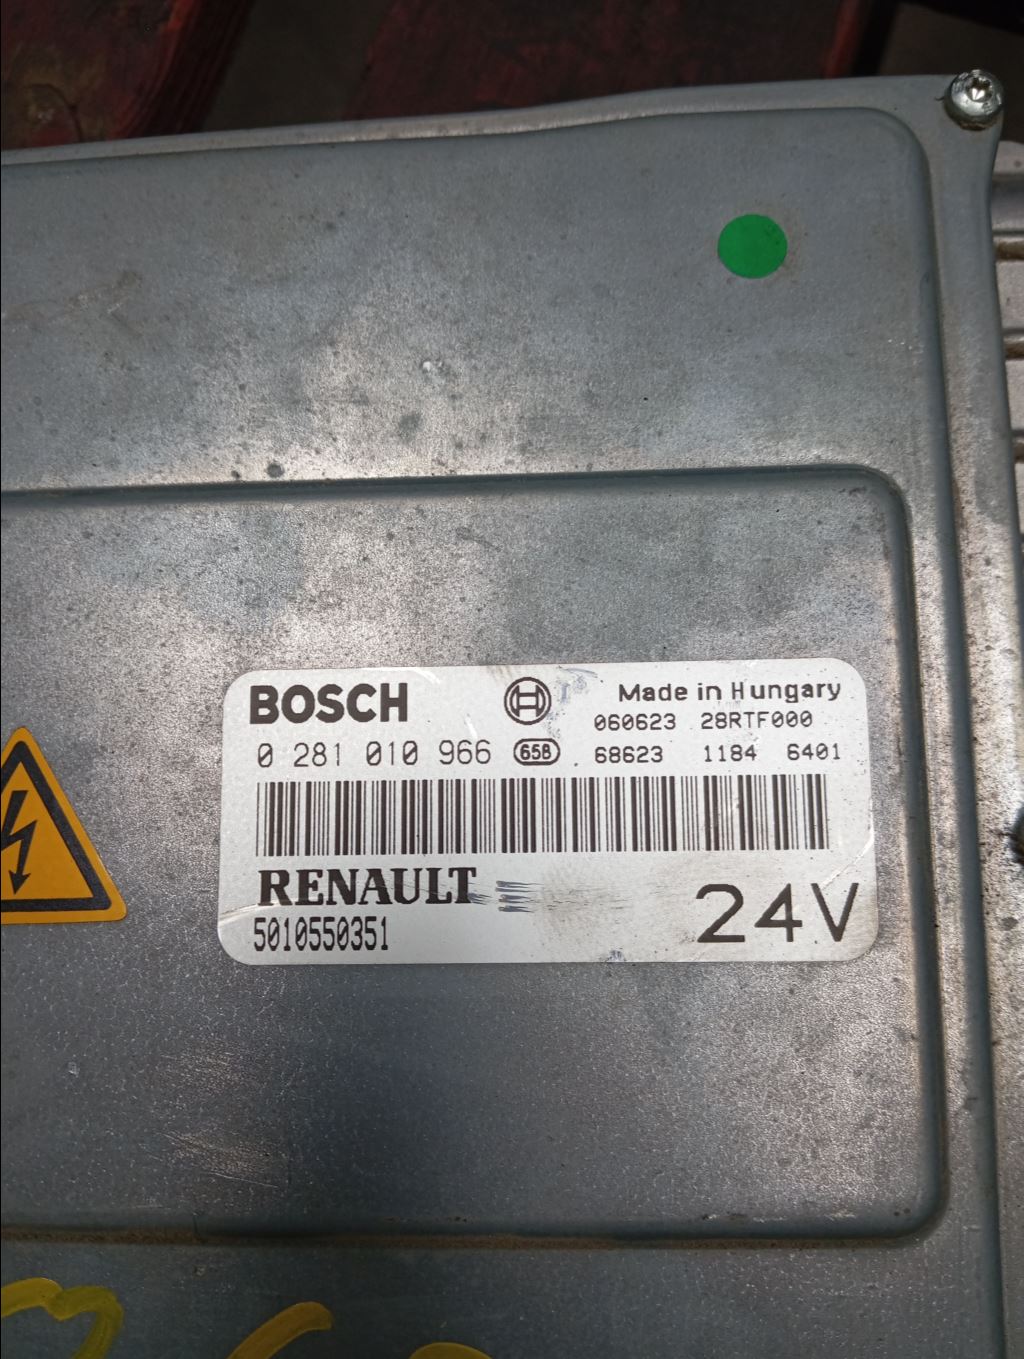 BOSCH
Made in Hungary
060623 28RTF000
0 281 010 966 658 68623 1184 6401
RENAULT
24V
5010550351